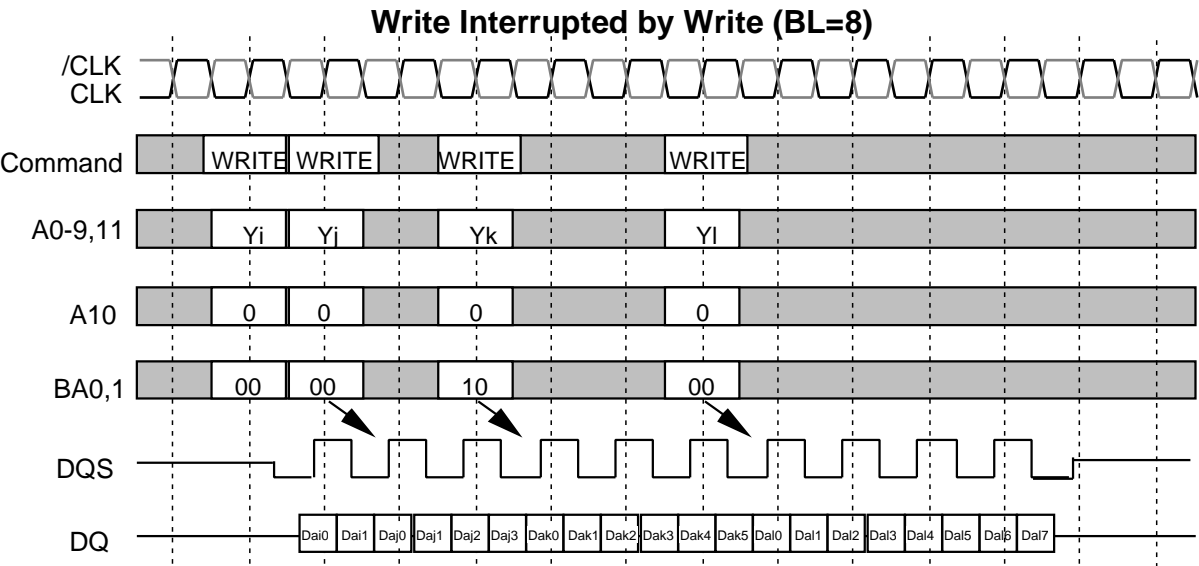 Write Interrupted by Write (BL=8)
/CLK
CLK
Command WRITE WRITE WRITE WRITE
A0-9,11 Yi Yj Yk Yl
A10 0 0 0 0
BA0,1 00 00 10 00
DQS
DQ Dai0 Dai1 Daj0 Daj1 Daj2 Daj3 Dak0 Dak1 Dak2 Dak3 Dak4 Dak5 Dal0 Dal1 Dal2 Dal3 Dal4 Dal5 Dal6 Dal7